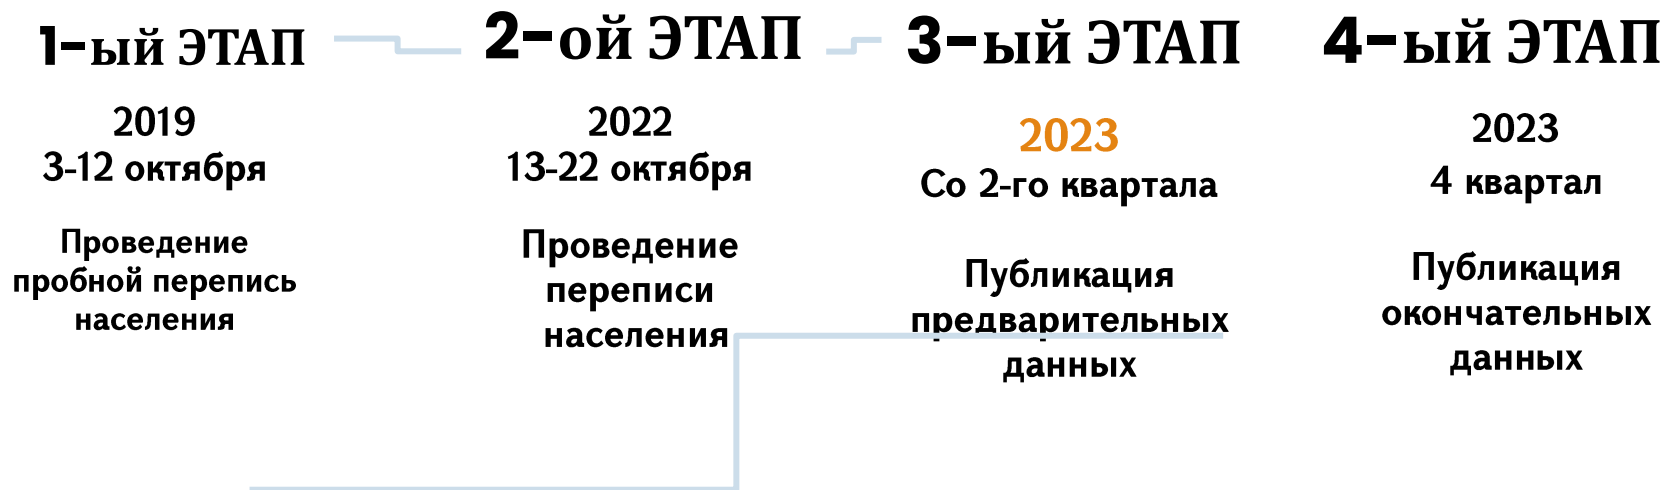 1-ый ЭТАП
2019
3-12 октября
Проведение
пробной перепись
населения
2-ой ЭТАП
2022
13-22 октября
Проведение
переписи
населения
3-ый ЭТАП
2023
Со 2-го квартала
Публикация
предварительных
данных
4-ый ЭТАП
2023
4 квартал
Публикация
окончательных
данных